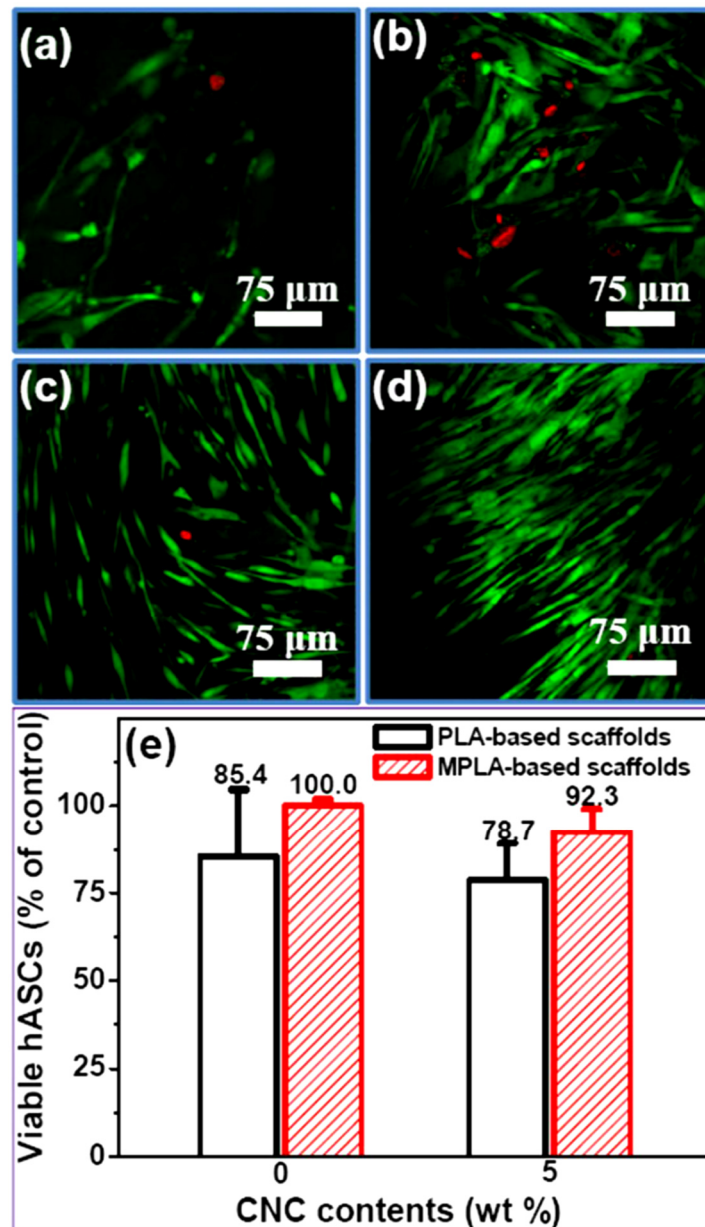 (a)
75 μm
(b)
75 μm
(c)
75 μm
(d)
75 μm
(e)
PLA-based scaffolds
MPLA-based scaffolds
85.4
100.0
78.7
92.3
Viable hASCs (% of control)
100
75
50
25
0
0
5
CNC contents (wt %)